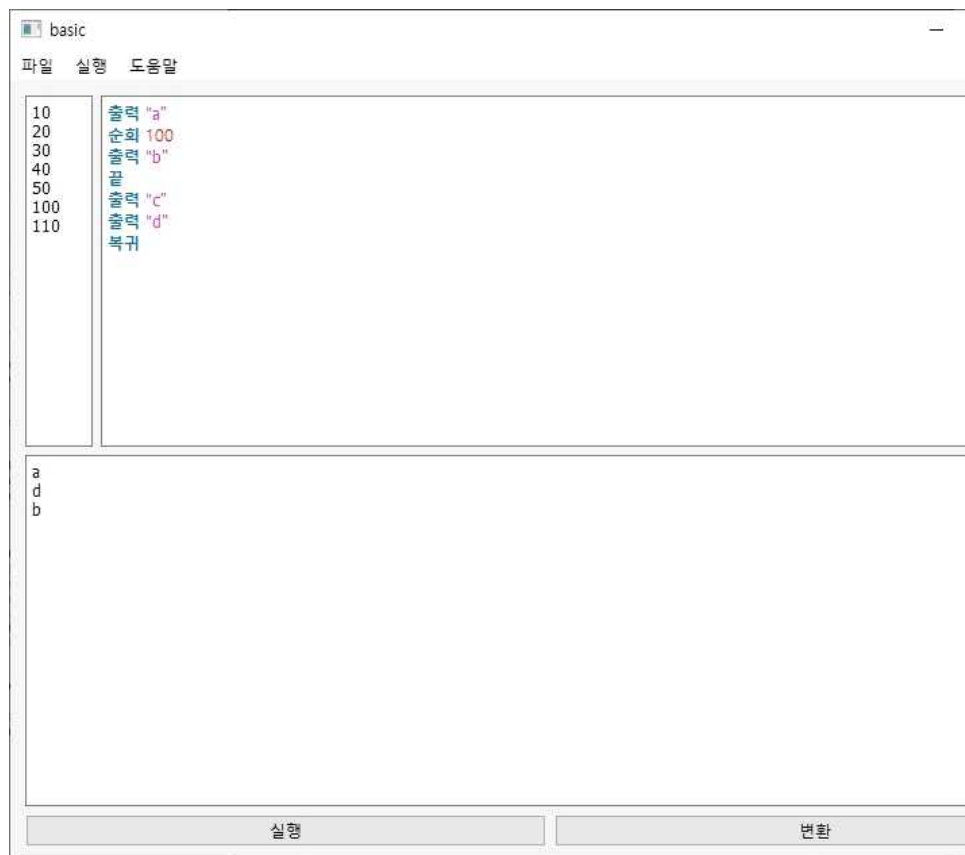 basic
파일 실행 도움말
10
20
30
40
50
100
110
출력 "a"
순회 100
출력 "b"
끝
출력 "c"
출력 "d"
복귀
a
d
b
실행 변환